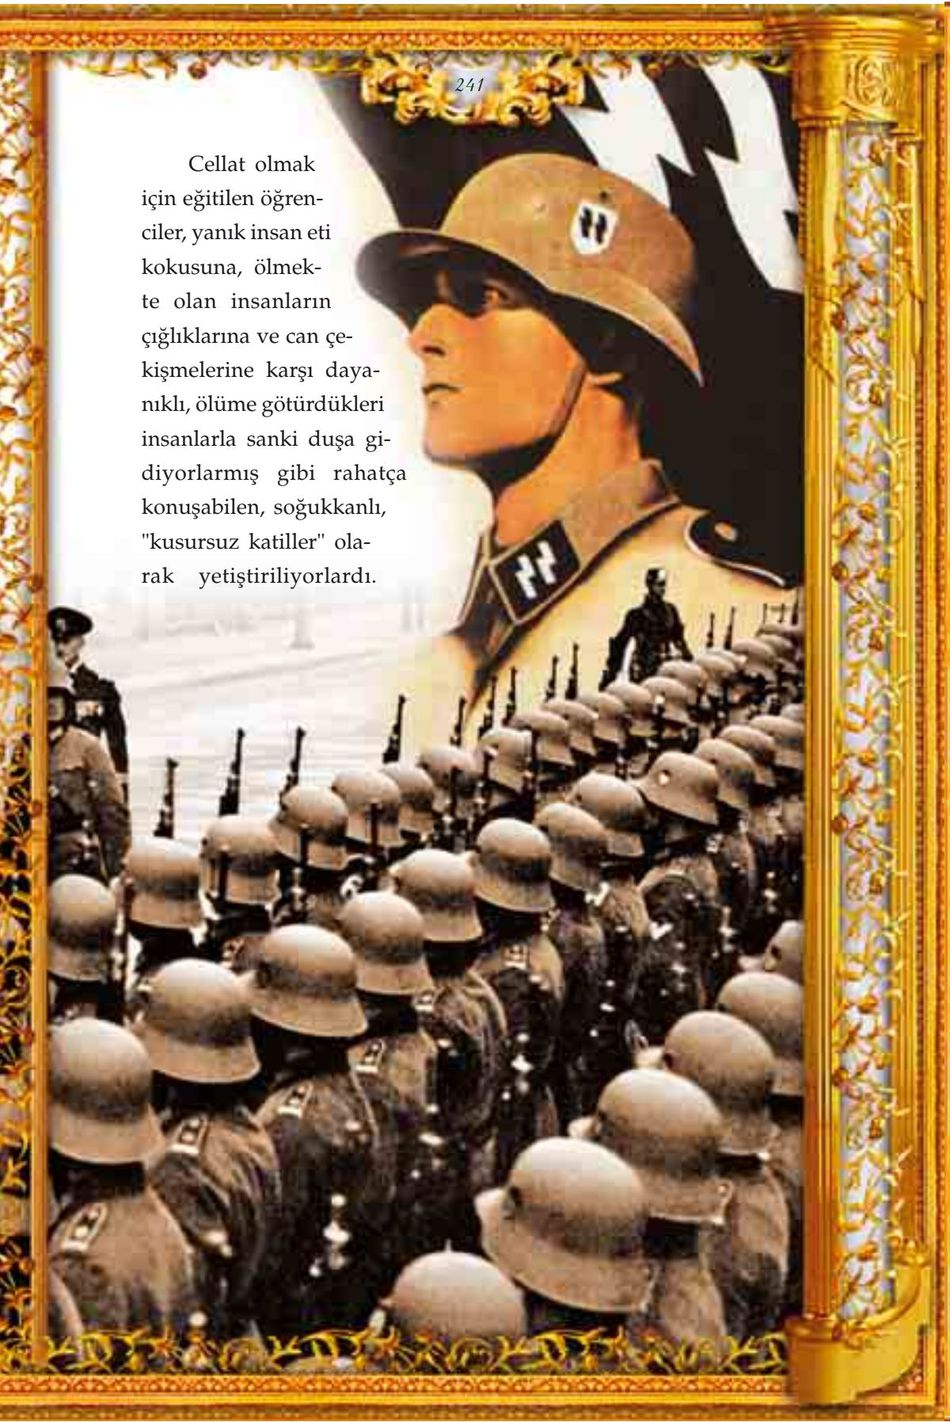 241
Cellat olmak
için eğitilen öğren-
ciler, yanık insan eti
kokusuna, ölmek-
te olan insanların
çığlıklarına ve can çe-
kişmelerine karşı daya-
nıklı, ölüme götürdükleri
insanlarla sanki duşa gi-
diyorlarmış gibi rahatça
konuşabilen, soğukkanlı,
"kusursuz katiller" ola-
rak yetiştiriliyorlardı.